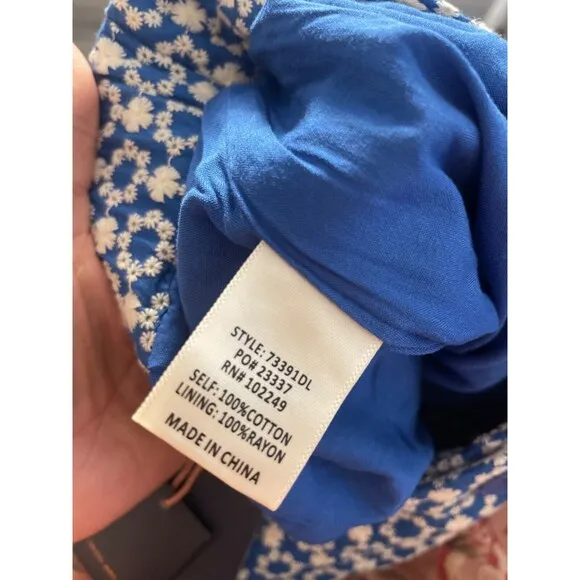 STYLE: 73391DL
PO# 23337
RN# 102249
SELF: 100%COTTON
LINING: 100%RAYON
MADE IN CHINA